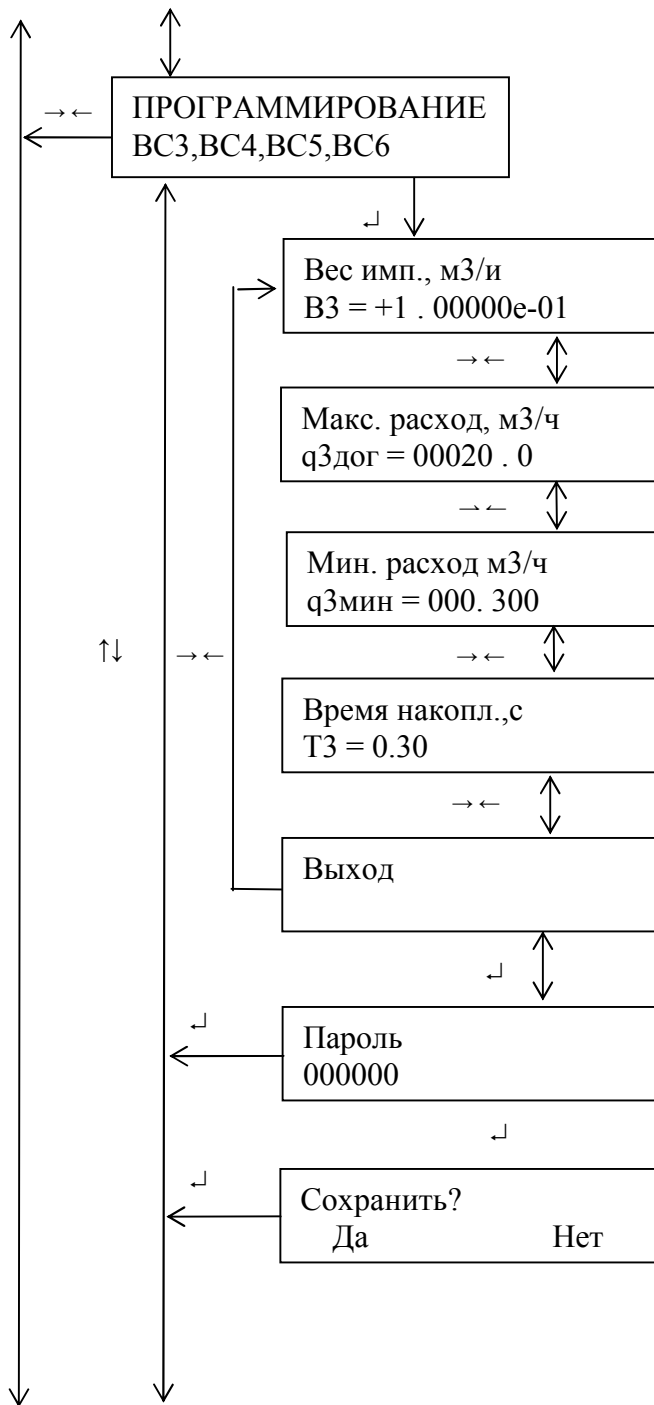 →←
ПРОГРАММИРОВАНИЕ
ВС3,ВС4,ВС5,ВС6
↵
Вес имп., м3/и
В3 = +1 . 00000е-01
→←
Макс. расход, м3/ч
q3дог = 00020 . 0
→←
Мин. расход м3/ч
q3мин = 000. 300
↑↓
→←
→←
Время накопл.,с
Т3 = 0.30
→←
Выход
↵
↵
Пароль
000000
↵
↵
Сохранить?
Да Нет